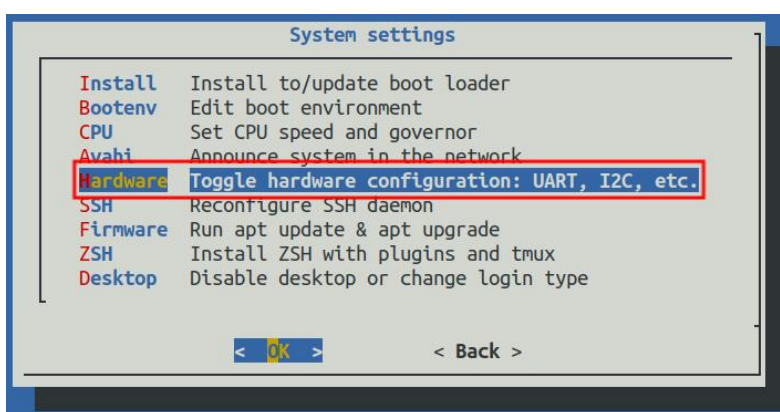 System settings
Install Install to/update boot loader
Bootenv Edit boot environment
CPU Set CPU speed and governor
Avahi Announce system in the network
Hardware Toggle hardware configuration: UART, I2C, etc.
SSH Reconfigure SSH daemon
Firmware Run apt update & apt upgrade
ZSH Install ZSH with plugins and tmux
Desktop Disable desktop or change login type
< OK > < Back >